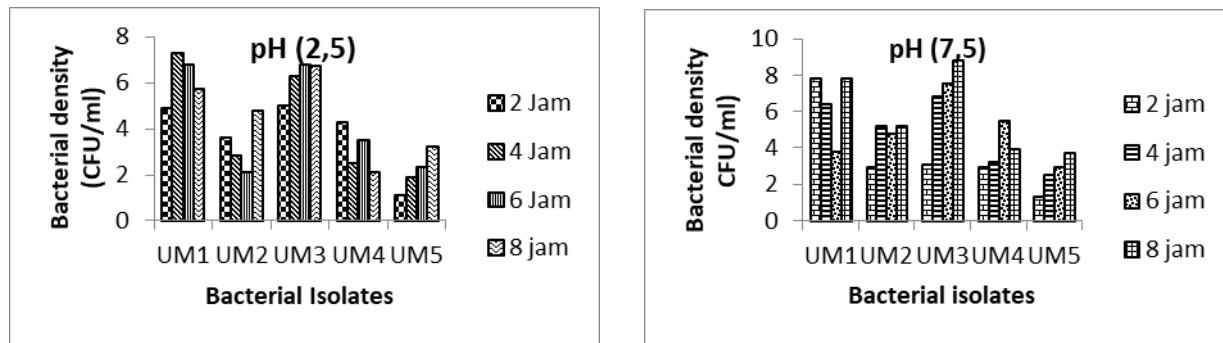 pH (2,5)
Bacterial density
(CFU/ml)
8
6
4
2
0
UM1 UM2 UM3 UM4 UM5
Bacterial Isolates
2 Jam
4 Jam
6 Jam
8 jam
pH (7,5)
Bacterial density
CFU/ml)
10
8
6
4
2
0
UM1 UM2 UM3 UM4 UM5
Bacterial isolates
2 jam
4 jam
6 jam
8 jam